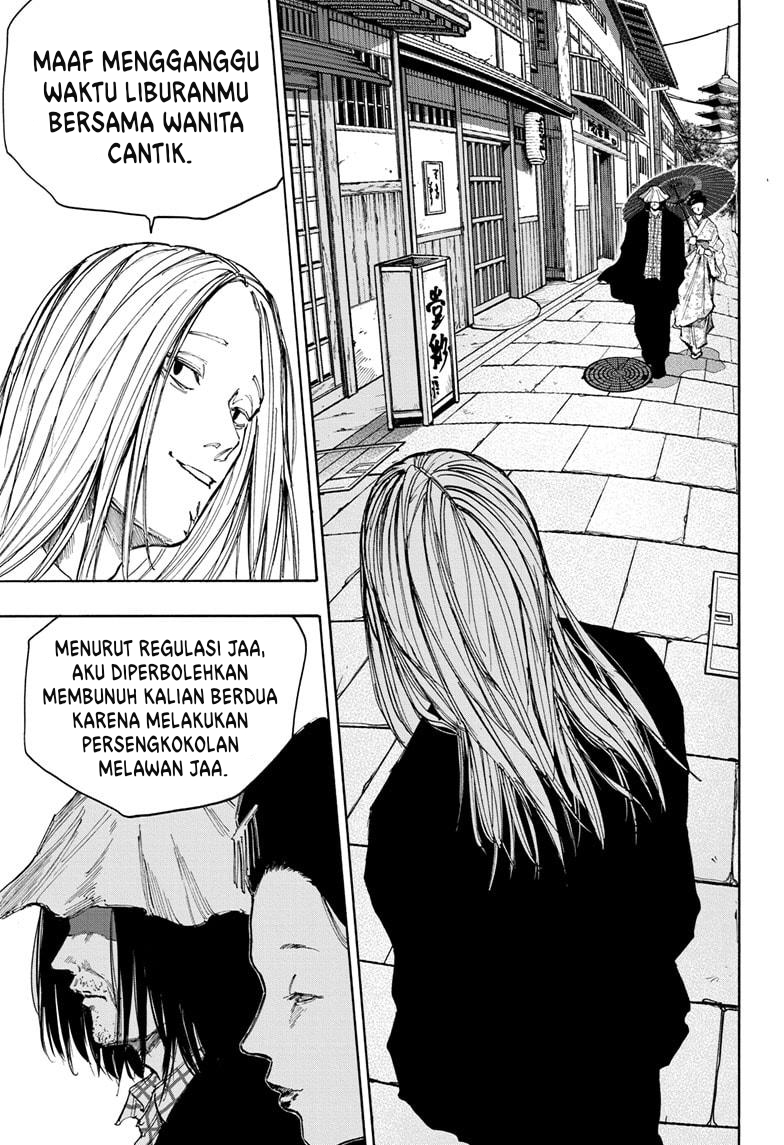 MAAF MENGGANGGU
WAKTU LIBURANMU
BERSAMA WANITA
CANTIK.
MENURUT REGULASI JAA,
AKU DIPERBOLEHKAN
MEMBUNUH KALIAN BERDUA
KARENA MELAKUKAN
PERSENGKOKOLAN
MELAWAN JAA.